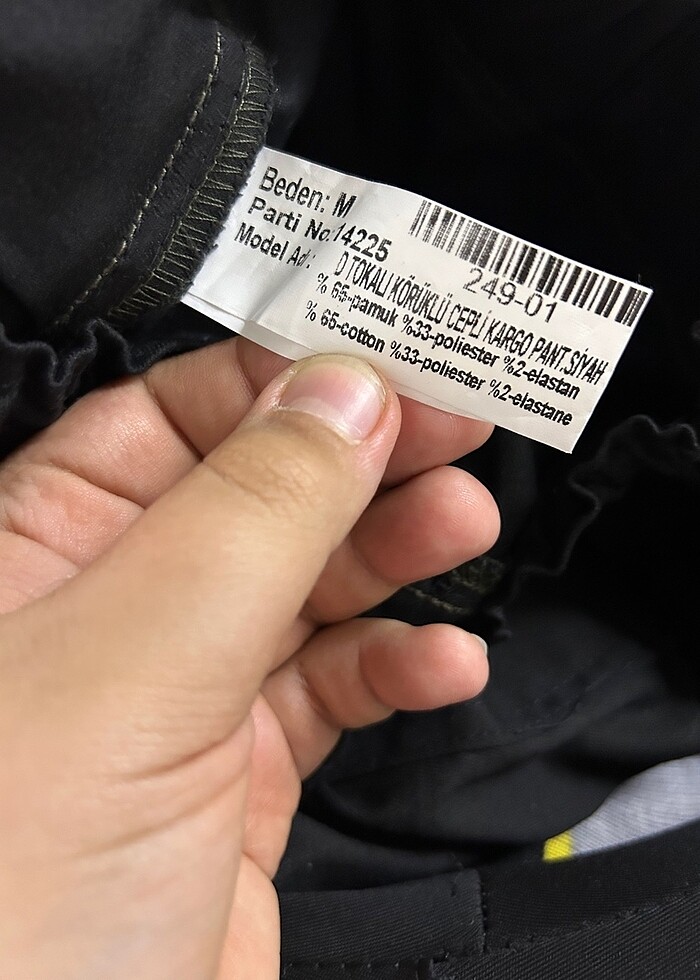 Beden: M
Parti No:14225
Model Adı:
D TOKALI KÖRÜKLÜ CEPLİ KARGO PANT.SİYAH
249-01
% 65-pamuk %33-poliester %2-elastan
% 65-cotton %33-poliester %2-elastane